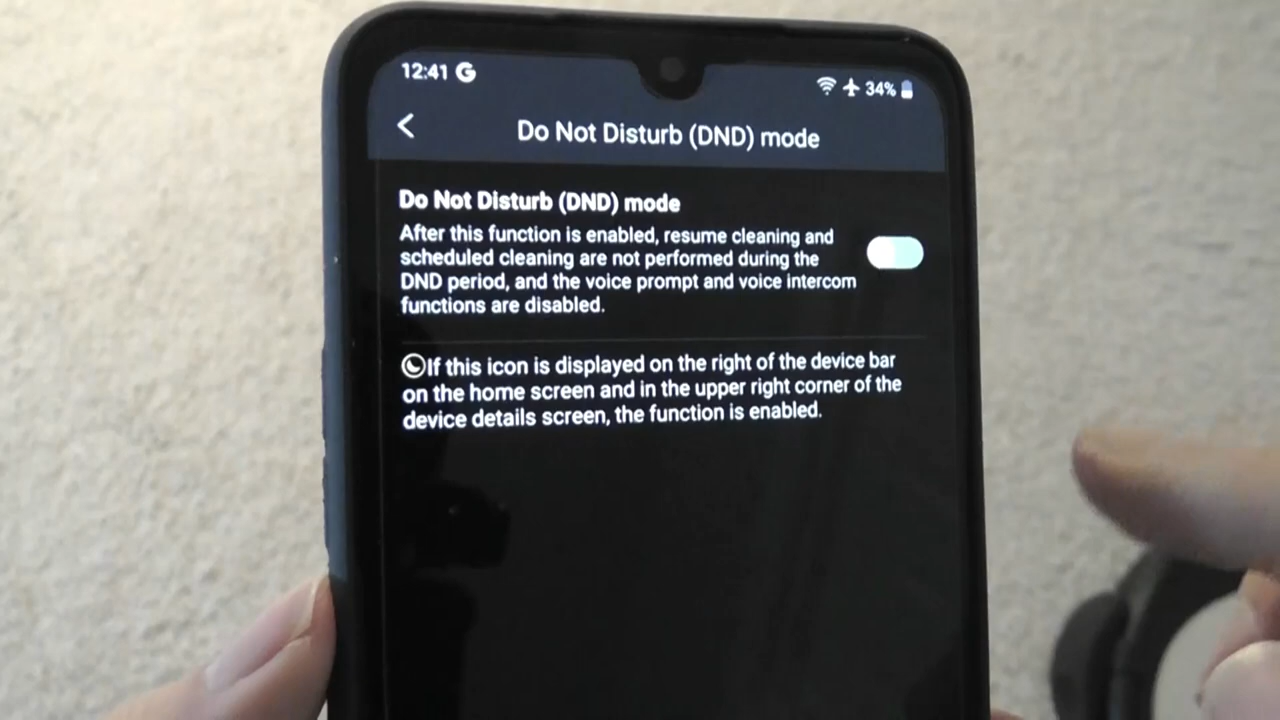 12:41 G
34%
Do Not Disturb (DND) mode
Do Not Disturb (DND) mode
After this function is enabled, resume cleaning and
scheduled cleaning are not performed during the
DND period, and the voice prompt and voice intercom
functions are disabled.
If this icon is displayed on the right of the device bar
on the home screen and in the upper right corner of the
device details screen, the function is enabled.